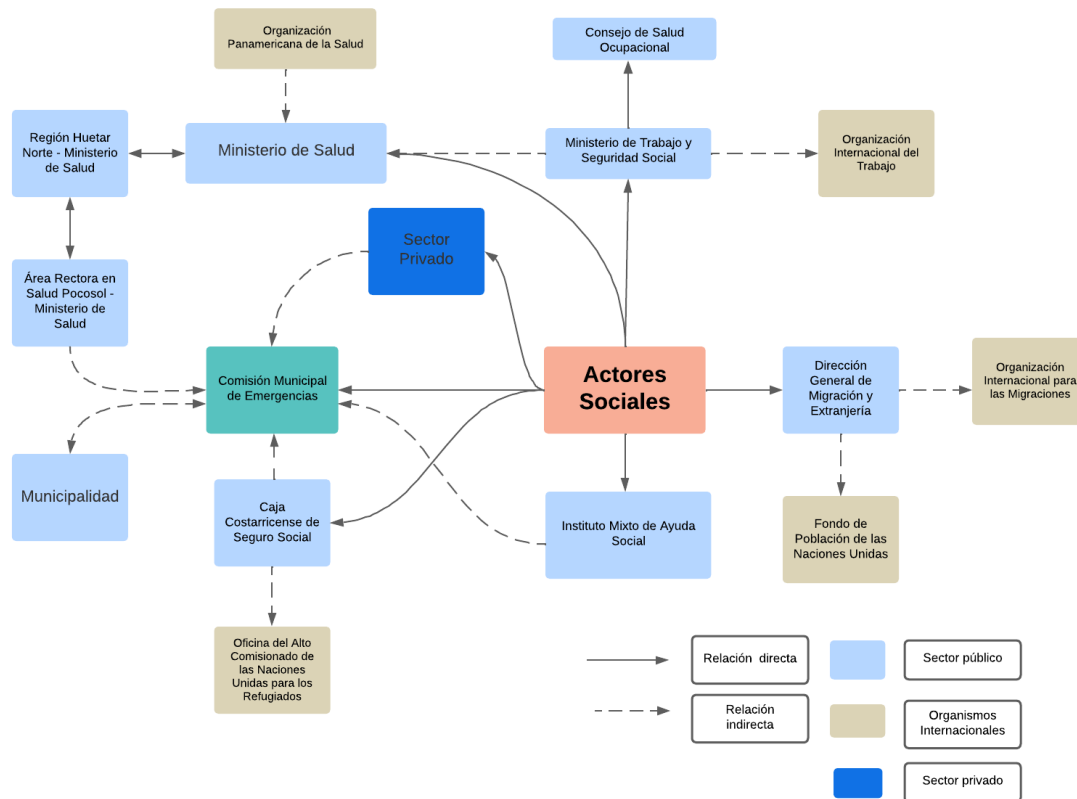 Organización
Panamericana de la Salud
Consejo de Salud
Ocupacional
Región Huetar
Norte - Ministerio
de Salud
Ministerio de Salud
Ministerio de Trabajo y
Seguridad Social
Organización
Internacional del
Trabajo
Sector
Privado
Área Rectora en
Salud Pocosol -
Ministerio de
Salud
Comisión Municipal
de Emergencias
Actores
Sociales
Dirección
General de
Migración y
Extranjería
Organización
Internacional para
las Migraciones
Municipalidad
Caja
Costarricense de
Seguro Social
Instituto Mixto de Ayuda
Social
Fondo de
Población de las
Naciones Unidas
Oficina del Alto
Comisionado de
las Naciones
Unidas para los
Refugiados
Relación directa
Sector público
Relación
indirecta
Organismos
Internacionales
Sector privado